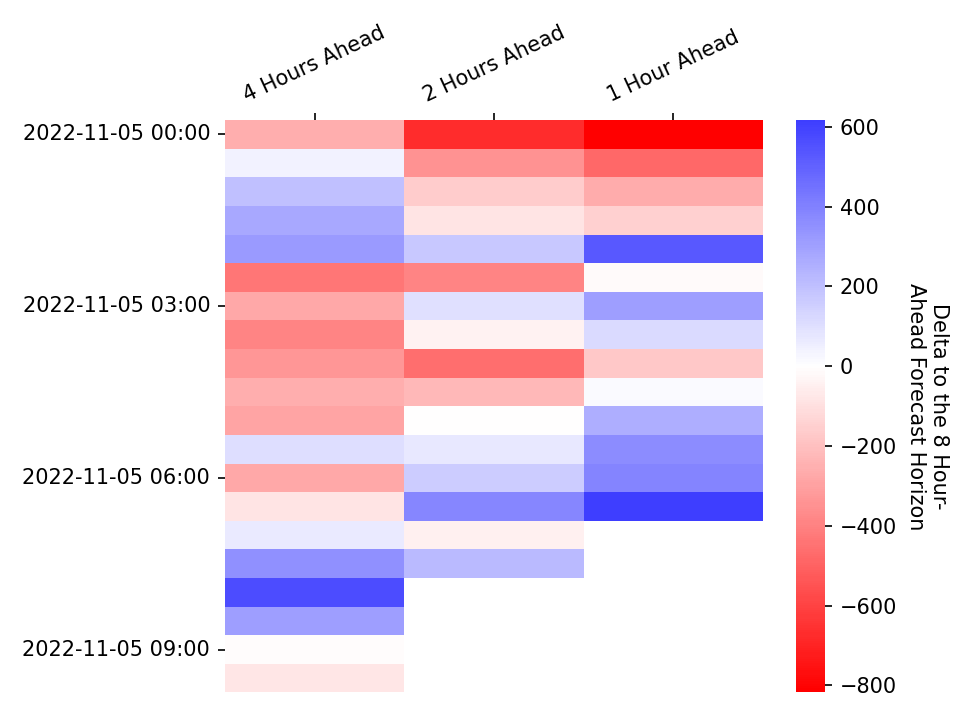 4 Hours Ahead
2 Hours Ahead
1 Hour Ahead
2022-11-05 00:00
2022-11-05 03:00
2022-11-05 06:00
2022-11-05 09:00
600
400
200
0
−200
−400
−600
−800
Delta to the 8 Hour-
Ahead Forecast Horizon